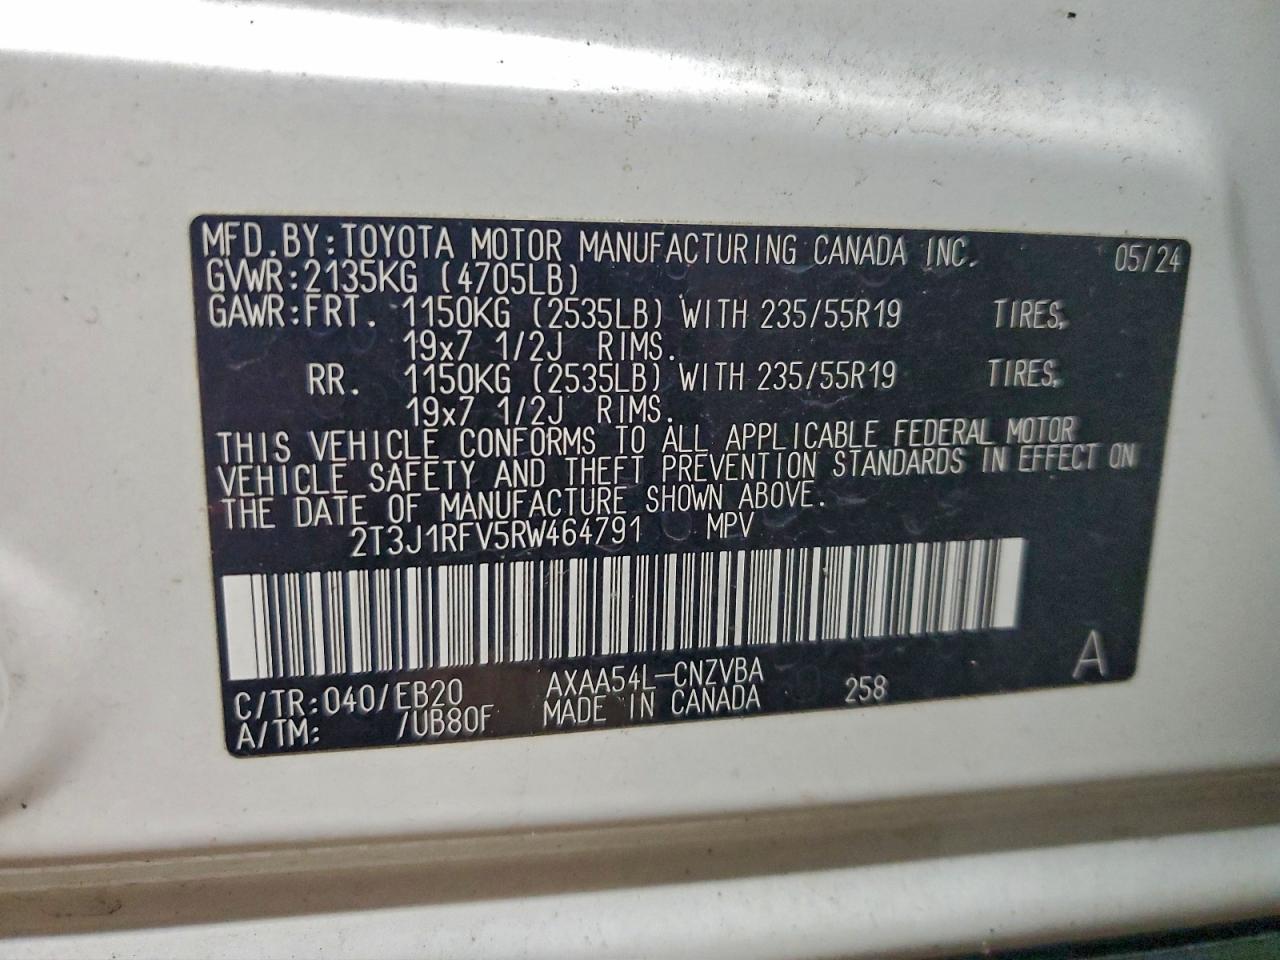 MFD.BY:TOYOTA MOTOR MANUFACTURING CANADA INC. 05/24
GVWR:2135KG (4705LB)
GAWR:FRT. 1150KG (2535LB) WITH 235/55R19 TIRES,
19x7 1/2J RIMS.
RR. 1150KG (2535LB) WITH 235/55R19 TIRES,
19x7 1/2J RIMS.
THIS VEHICLE CONFORMS TO ALL APPLICABLE FEDERAL MOTOR
VEHICLE SAFETY AND THEFT PREVENTION STANDARDS IN EFFECT ON
THE DATE OF MANUFACTURE SHOWN ABOVE.
2T3J1RFV5RW464791 MPV
C/TR:040/EB20 AXAA54L-CNZVBA 258 A
A/TM: /UB80F MADE IN CANADA